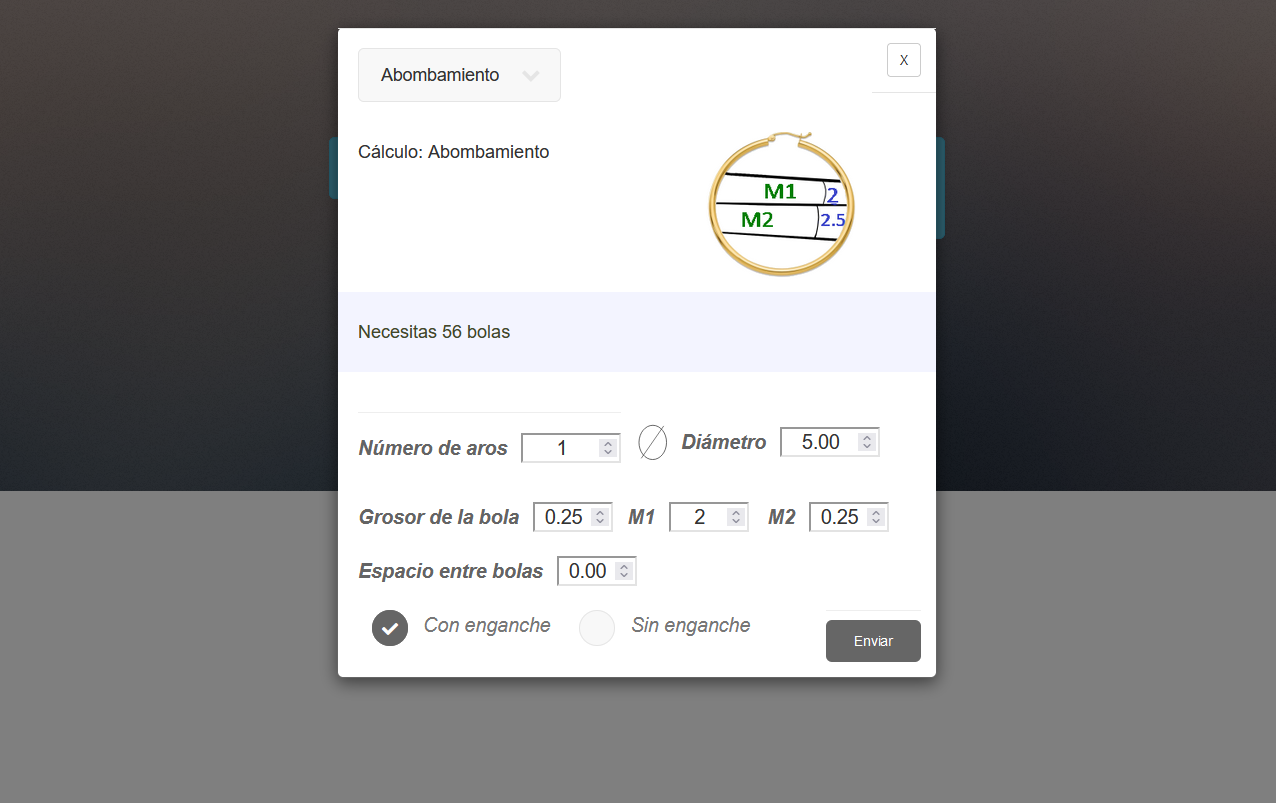 Abombamiento
X
Cálculo: Abombamiento
M1 2
M2 2.5
Necesitas 56 bolas
Número de aros 1 Diámetro 5.00
Grosor de la bola 0.25 M1 2 M2 0.25
Espacio entre bolas 0.00
Con enganche Sin enganche
Enviar